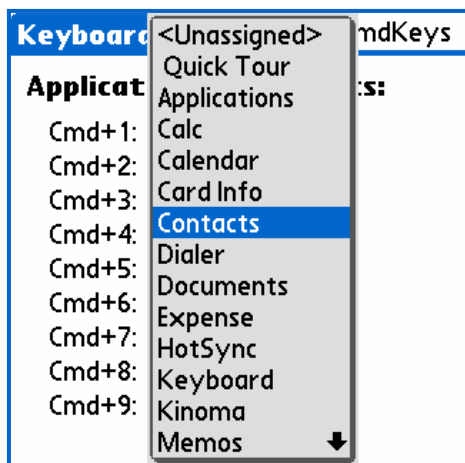 Keyboard
mdKeys
Applicat
s:
Cmd+1:
Cmd+2:
Cmd+3:
Cmd+4:
Cmd+5:
Cmd+6:
Cmd+7:
Cmd+8:
Cmd+9:
<Unassigned>
Quick Tour
Applications
Calc
Calendar
Card Info
Contacts
Dialer
Documents
Expense
HotSync
Keyboard
Kinoma
Memos